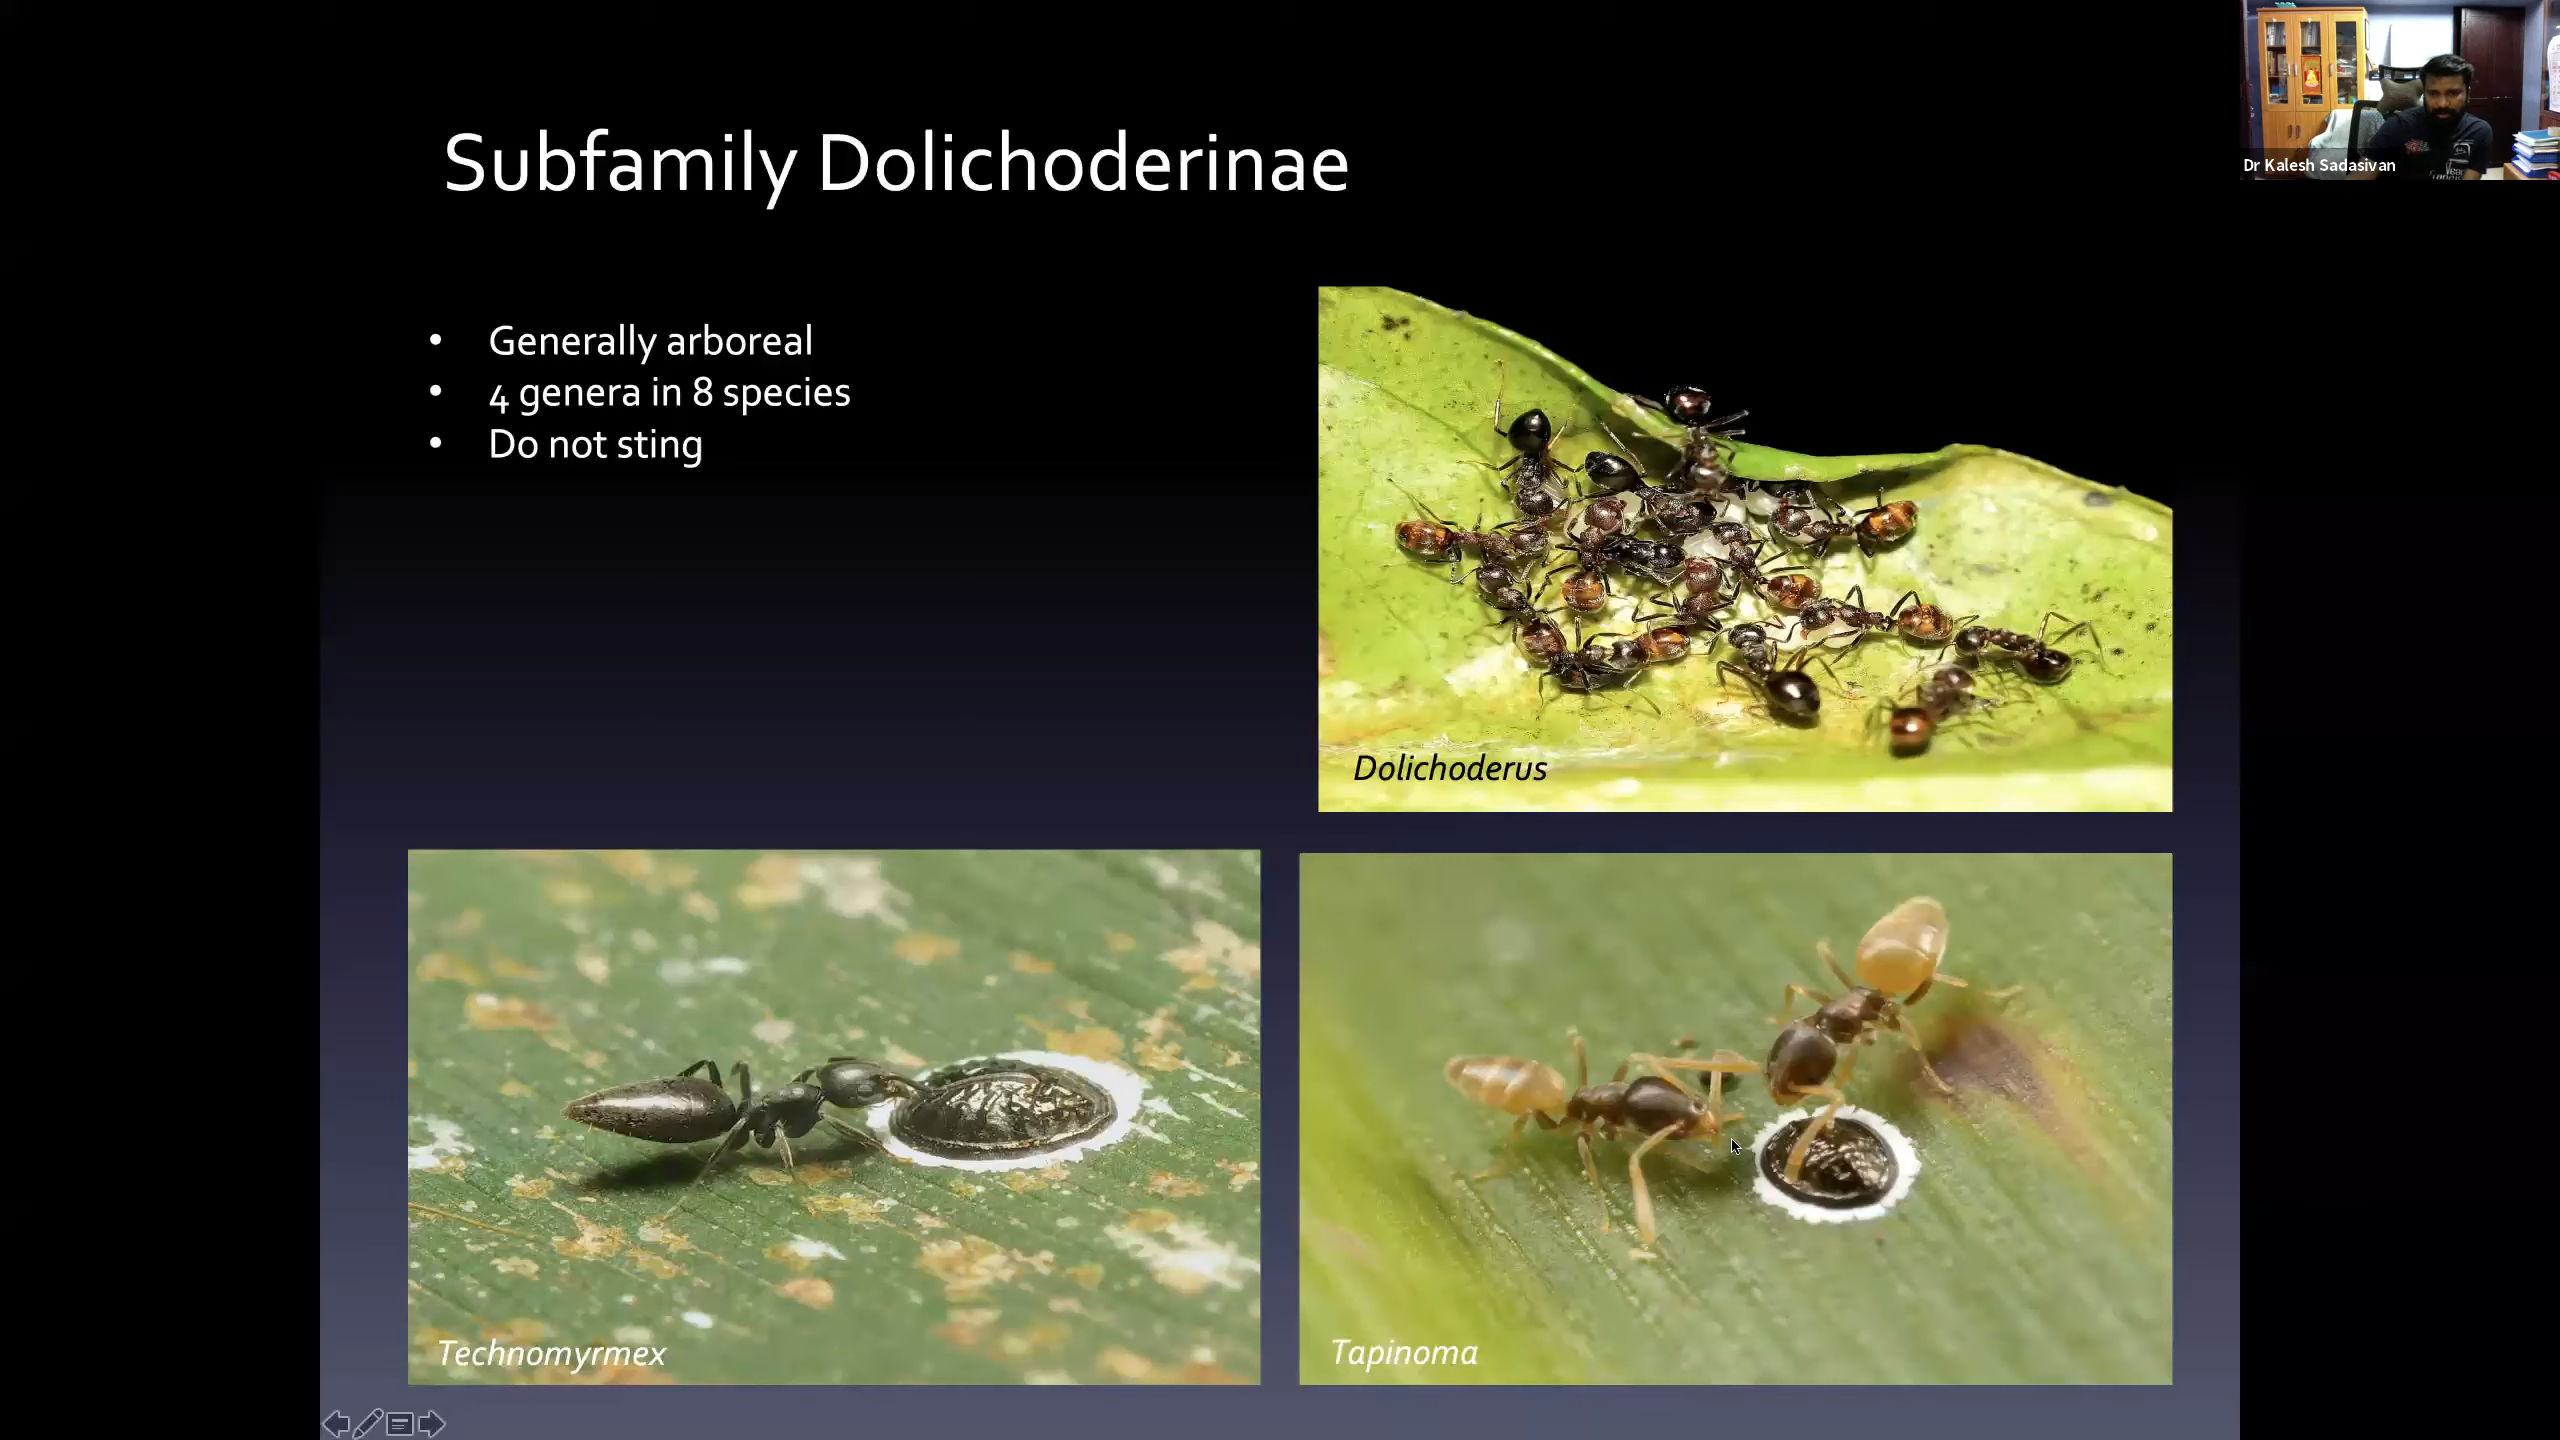 Subfamily Dolichoderinae
Dr Kalesh Sadasivan
• Generally arboreal
• 4 genera in 8 species
• Do not sting
Dolichoderus
Technomyrmex
Tapinoma